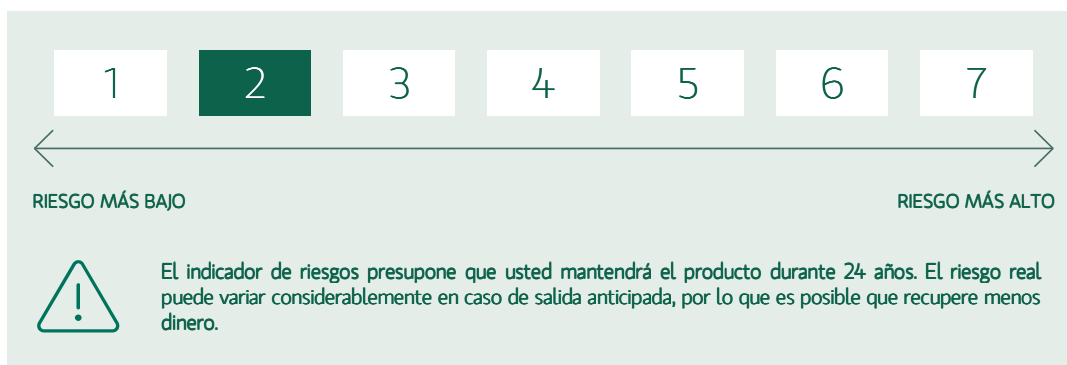 1 2 3 4 5 6 7
RIESGO MÁS BAJO RIESGO MÁS ALTO
El indicador de riesgos presupone que usted mantendrá el producto durante 24 años. El riesgo real
puede variar considerablemente en caso de salida anticipada, por lo que es posible que recupere menos
dinero.